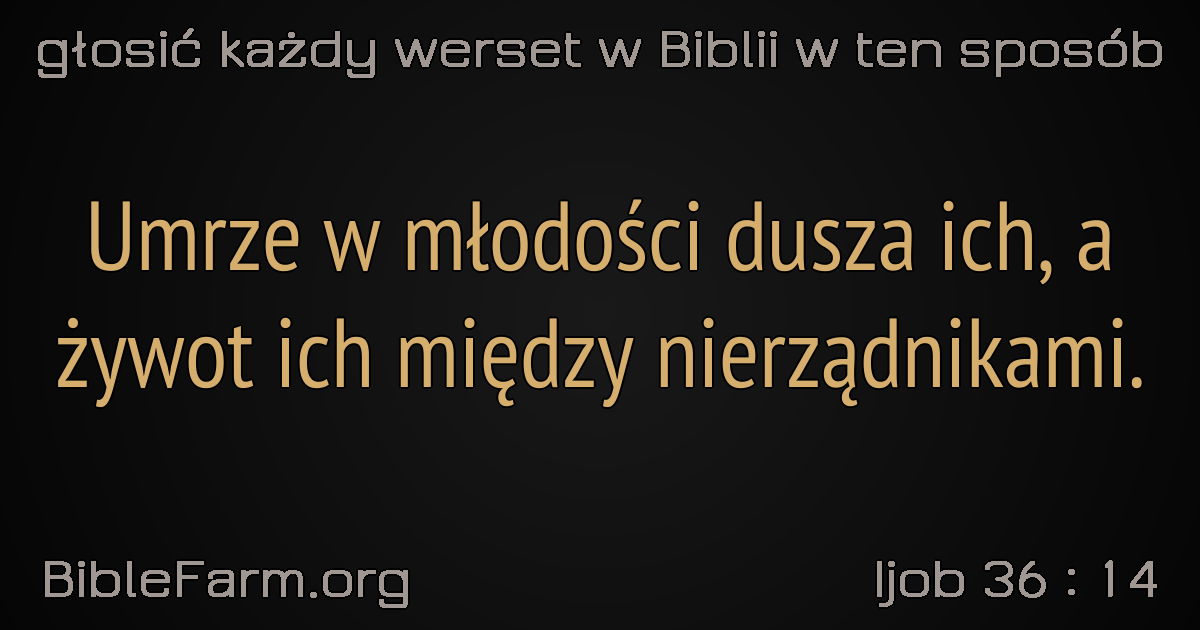 głosić każdy werset w Biblii w ten sposób
Umrze w młodości dusza ich, a
żywot ich między nierządnikami.
BibleFarm.org
Ijob 36 : 14